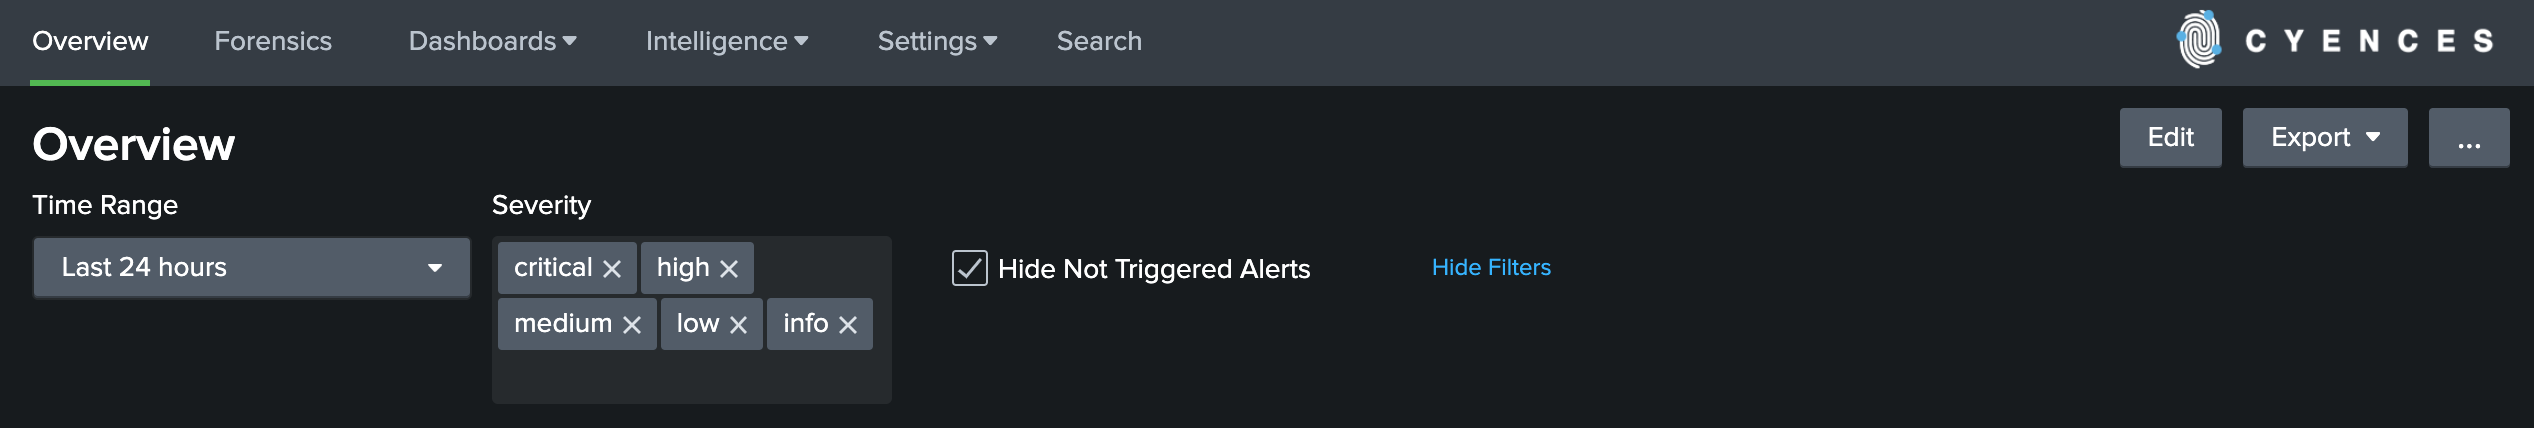 Overview Forensics Dashboards Intelligence Settings Search CYENCES
Overview Edit Export ...
Time Range Severity
Last 24 hours critical high Hide Not Triggered Alerts Hide Filters
medium low info